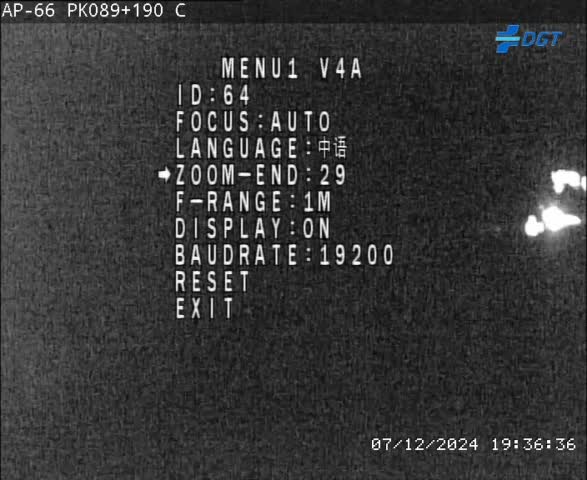 AP-66 PK089+190 C
DGT
MENU1 V4A
ID:64
FOCUS:AUTO
LANGUAGE:中语
ZOOM-END:29
F-RANGE:1M
DISPLAY:ON
BAUDRATE:19200
RESET
EXIT
07/12/2024 19:36:36